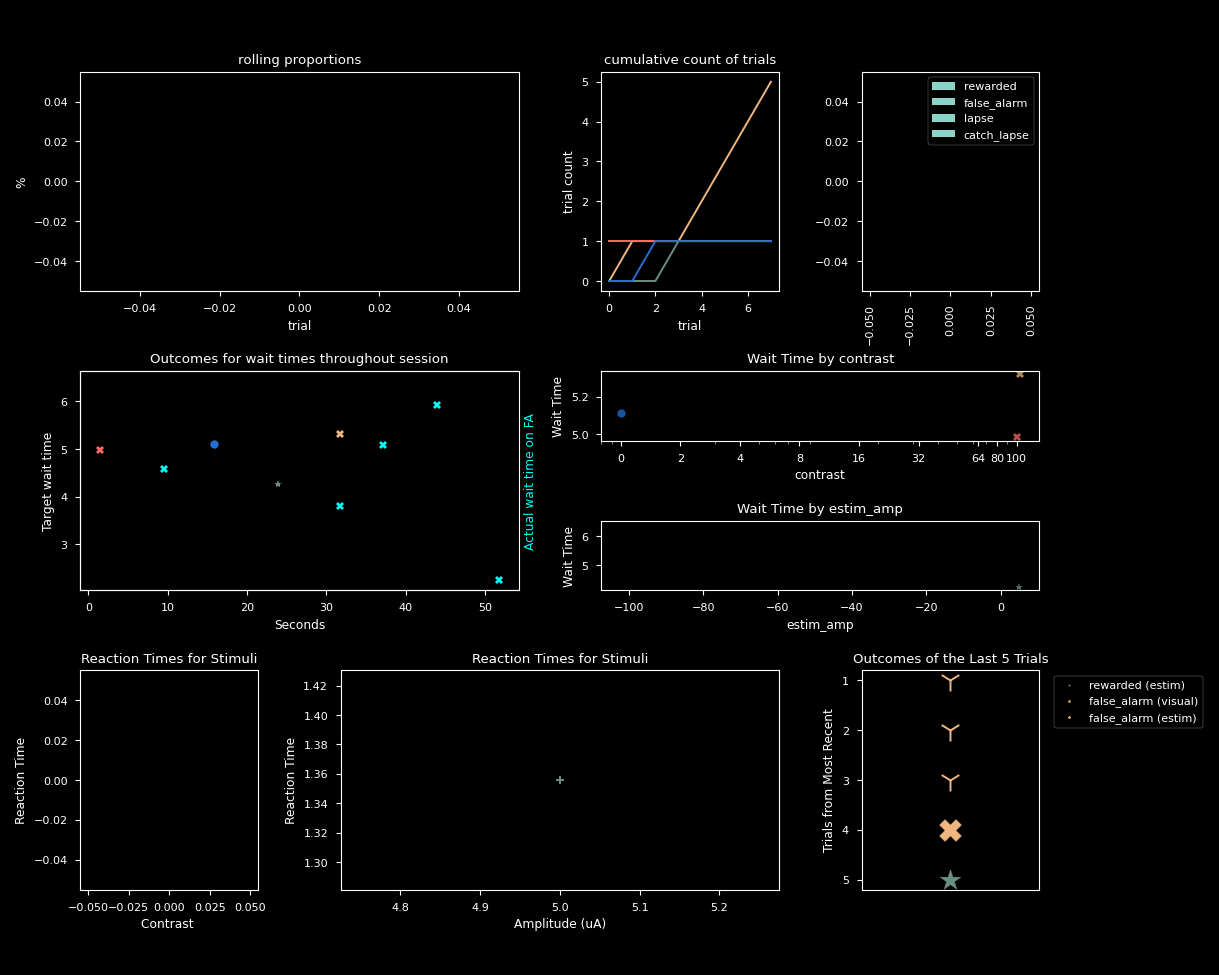 rolling proportions
0.04
0.02
0.00
−0.02
−0.04
%
−0.04
−0.02
0.00
0.02
0.04
trial
cumulative count of trials
5
4
3
2
1
0
trial count
0
2
4
6
trial
0.04
0.02
0.00
−0.02
−0.04
rewarded
false_alarm
lapse
catch_lapse
−0.050
−0.025
0.000
0.025
0.050
Outcomes for wait times throughout session
6
5
4
3
Target wait time
Actual wait time on FA
0
10
20
30
40
50
Seconds
Wait Time by contrast
5.2
5.0
Wait Time
0
2
4
8
16
32
64
80
100
contrast
Wait Time by estim_amp
6
5
Wait Time
−100
−80
−60
−40
−20
0
estim_amp
Reaction Times for Stimuli
0.04
0.02
0.00
−0.02
−0.04
Reaction Time
−0.050
−0.025
0.000
0.025
0.050
Contrast
Reaction Times for Stimuli
1.42
1.40
1.38
1.36
1.34
1.32
1.30
Reaction Time
4.8
4.9
5.0
5.1
5.2
Amplitude (uA)
Outcomes of the Last 5 Trials
1
2
3
4
5
Trials from Most Recent
rewarded (estim)
false_alarm (visual)
false_alarm (estim)